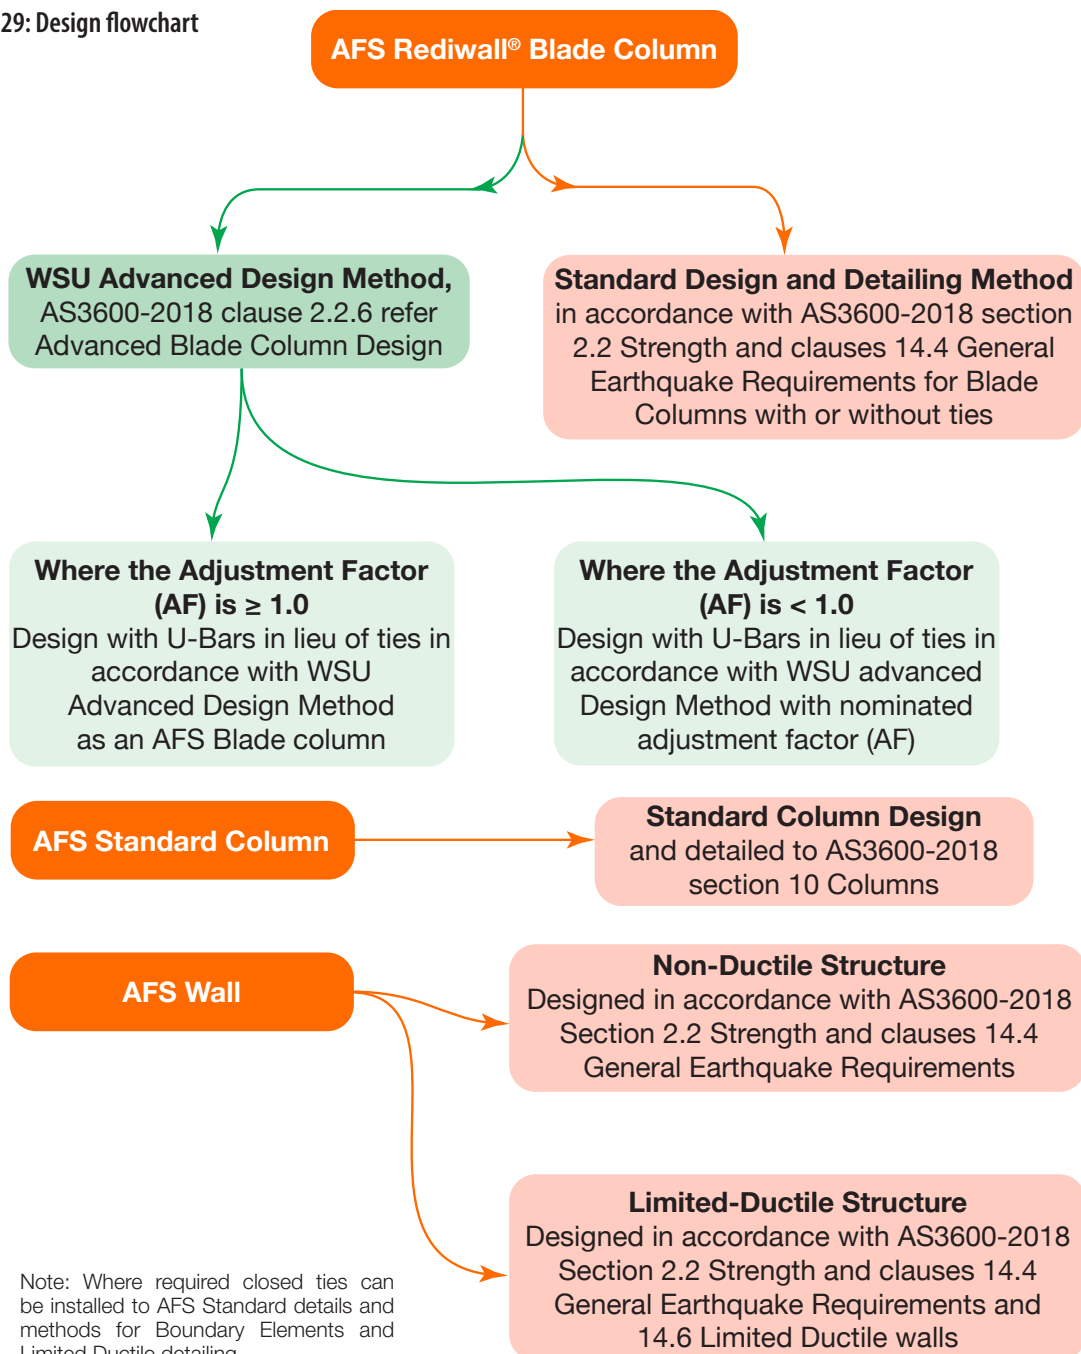 29: Design flowchart
AFS Rediwall® Blade Column
WSU Advanced Design Method,
AS3600-2018 clause 2.2.6 refer
Advanced Blade Column Design
Standard Design and Detailing Method
in accordance with AS3600-2018 section
2.2 Strength and clauses 14.4 General
Earthquake Requirements for Blade
Columns with or without ties
Where the Adjustment Factor
(AF) is ≥ 1.0
Design with U-Bars in lieu of ties in
accordance with WSU
Advanced Design Method
as an AFS Blade column
Where the Adjustment Factor
(AF) is < 1.0
Design with U-Bars in lieu of ties in
accordance with WSU advanced
Design Method with nominated
adjustment factor (AF)
AFS Standard Column
Standard Column Design
and detailed to AS3600-2018
section 10 Columns
AFS Wall
Non-Ductile Structure
Designed in accordance with AS3600-2018
Section 2.2 Strength and clauses 14.4
General Earthquake Requirements
Limited-Ductile Structure
Designed in accordance with AS3600-2018
Section 2.2 Strength and clauses 14.4
General Earthquake Requirements and
14.6 Limited Ductile walls
Note: Where required closed ties can
be installed to AFS Standard details and
methods for Boundary Elements and
Limited Ductile detailing